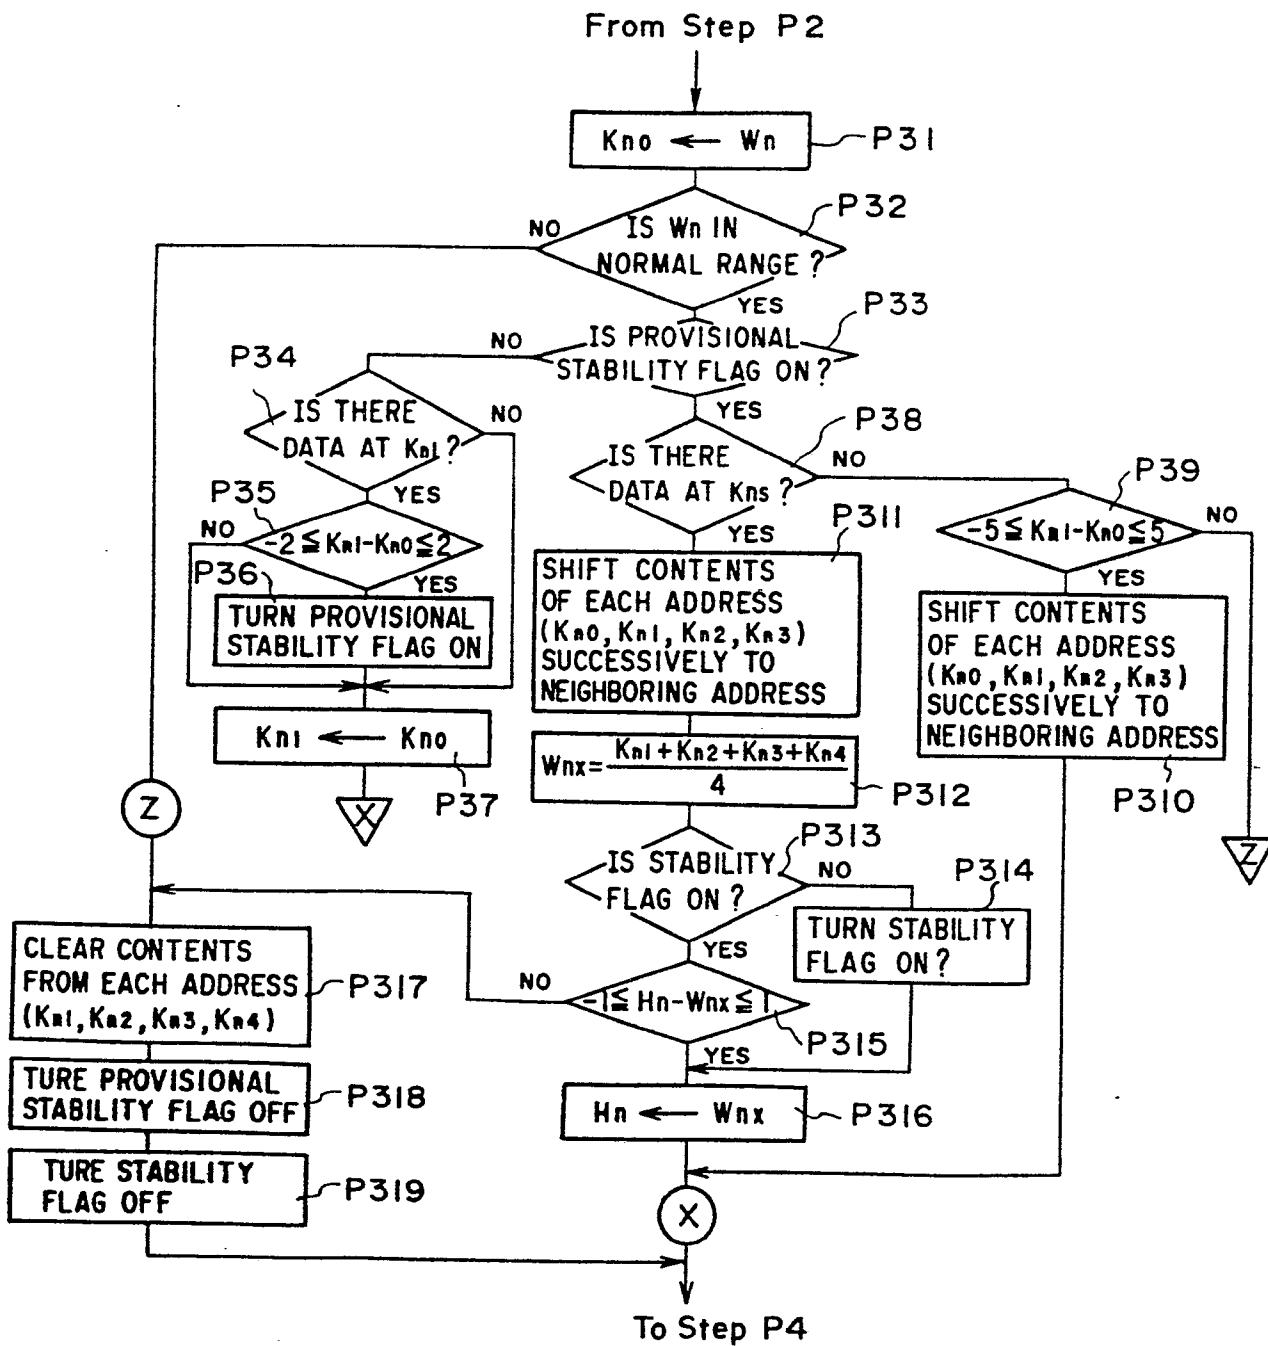 From Step P2
Kn0 ← Wn
P31
IS Wn IN
NORMAL RANGE?
P32
NO
YES
IS PROVISIONAL
STABILITY FLAG ON?
P33
NO
YES
P34
IS THERE
DATA AT Kn1?
NO
YES
IS THERE
DATA AT Kns?
P38
NO
YES
P35
-2≦Kn1-Kn0≦2
NO
YES
P39
-5≦Kn1-Kn0≦5
NO
YES
P36
TURN PROVISIONAL
STABILITY FLAG ON
P311
SHIFT CONTENTS
OF EACH ADDRESS
(Kn0,Kn1,Kn2,Kn3)
SUCCESSIVELY TO
NEIGHBORING ADDRESS
SHIFT CONTENTS
OF EACH ADDRESS
(Kn0,Kn1,Kn2,Kn3)
SUCCESSIVELY TO
NEIGHBORING ADDRESS
P310
Kn1 ← Kn0
P37
X
Z
Wnx=Kn1+Kn2+Kn3+Kn4
4
P312
Z
IS STABILITY
FLAG ON?
P313
NO
YES
P314
TURN STABILITY
FLAG ON?
CLEAR CONTENTS
FROM EACH ADDRESS
(Kn1,Kn2,Kn3,Kn4)
P317
-1≦Hn-Wnx≦1
NO
YES
P315
TURE PROVISIONAL
STABILITY FLAG OFF
P318
Hn ← Wnx
P316
TURE STABILITY
FLAG OFF
P319
X
To Step P4